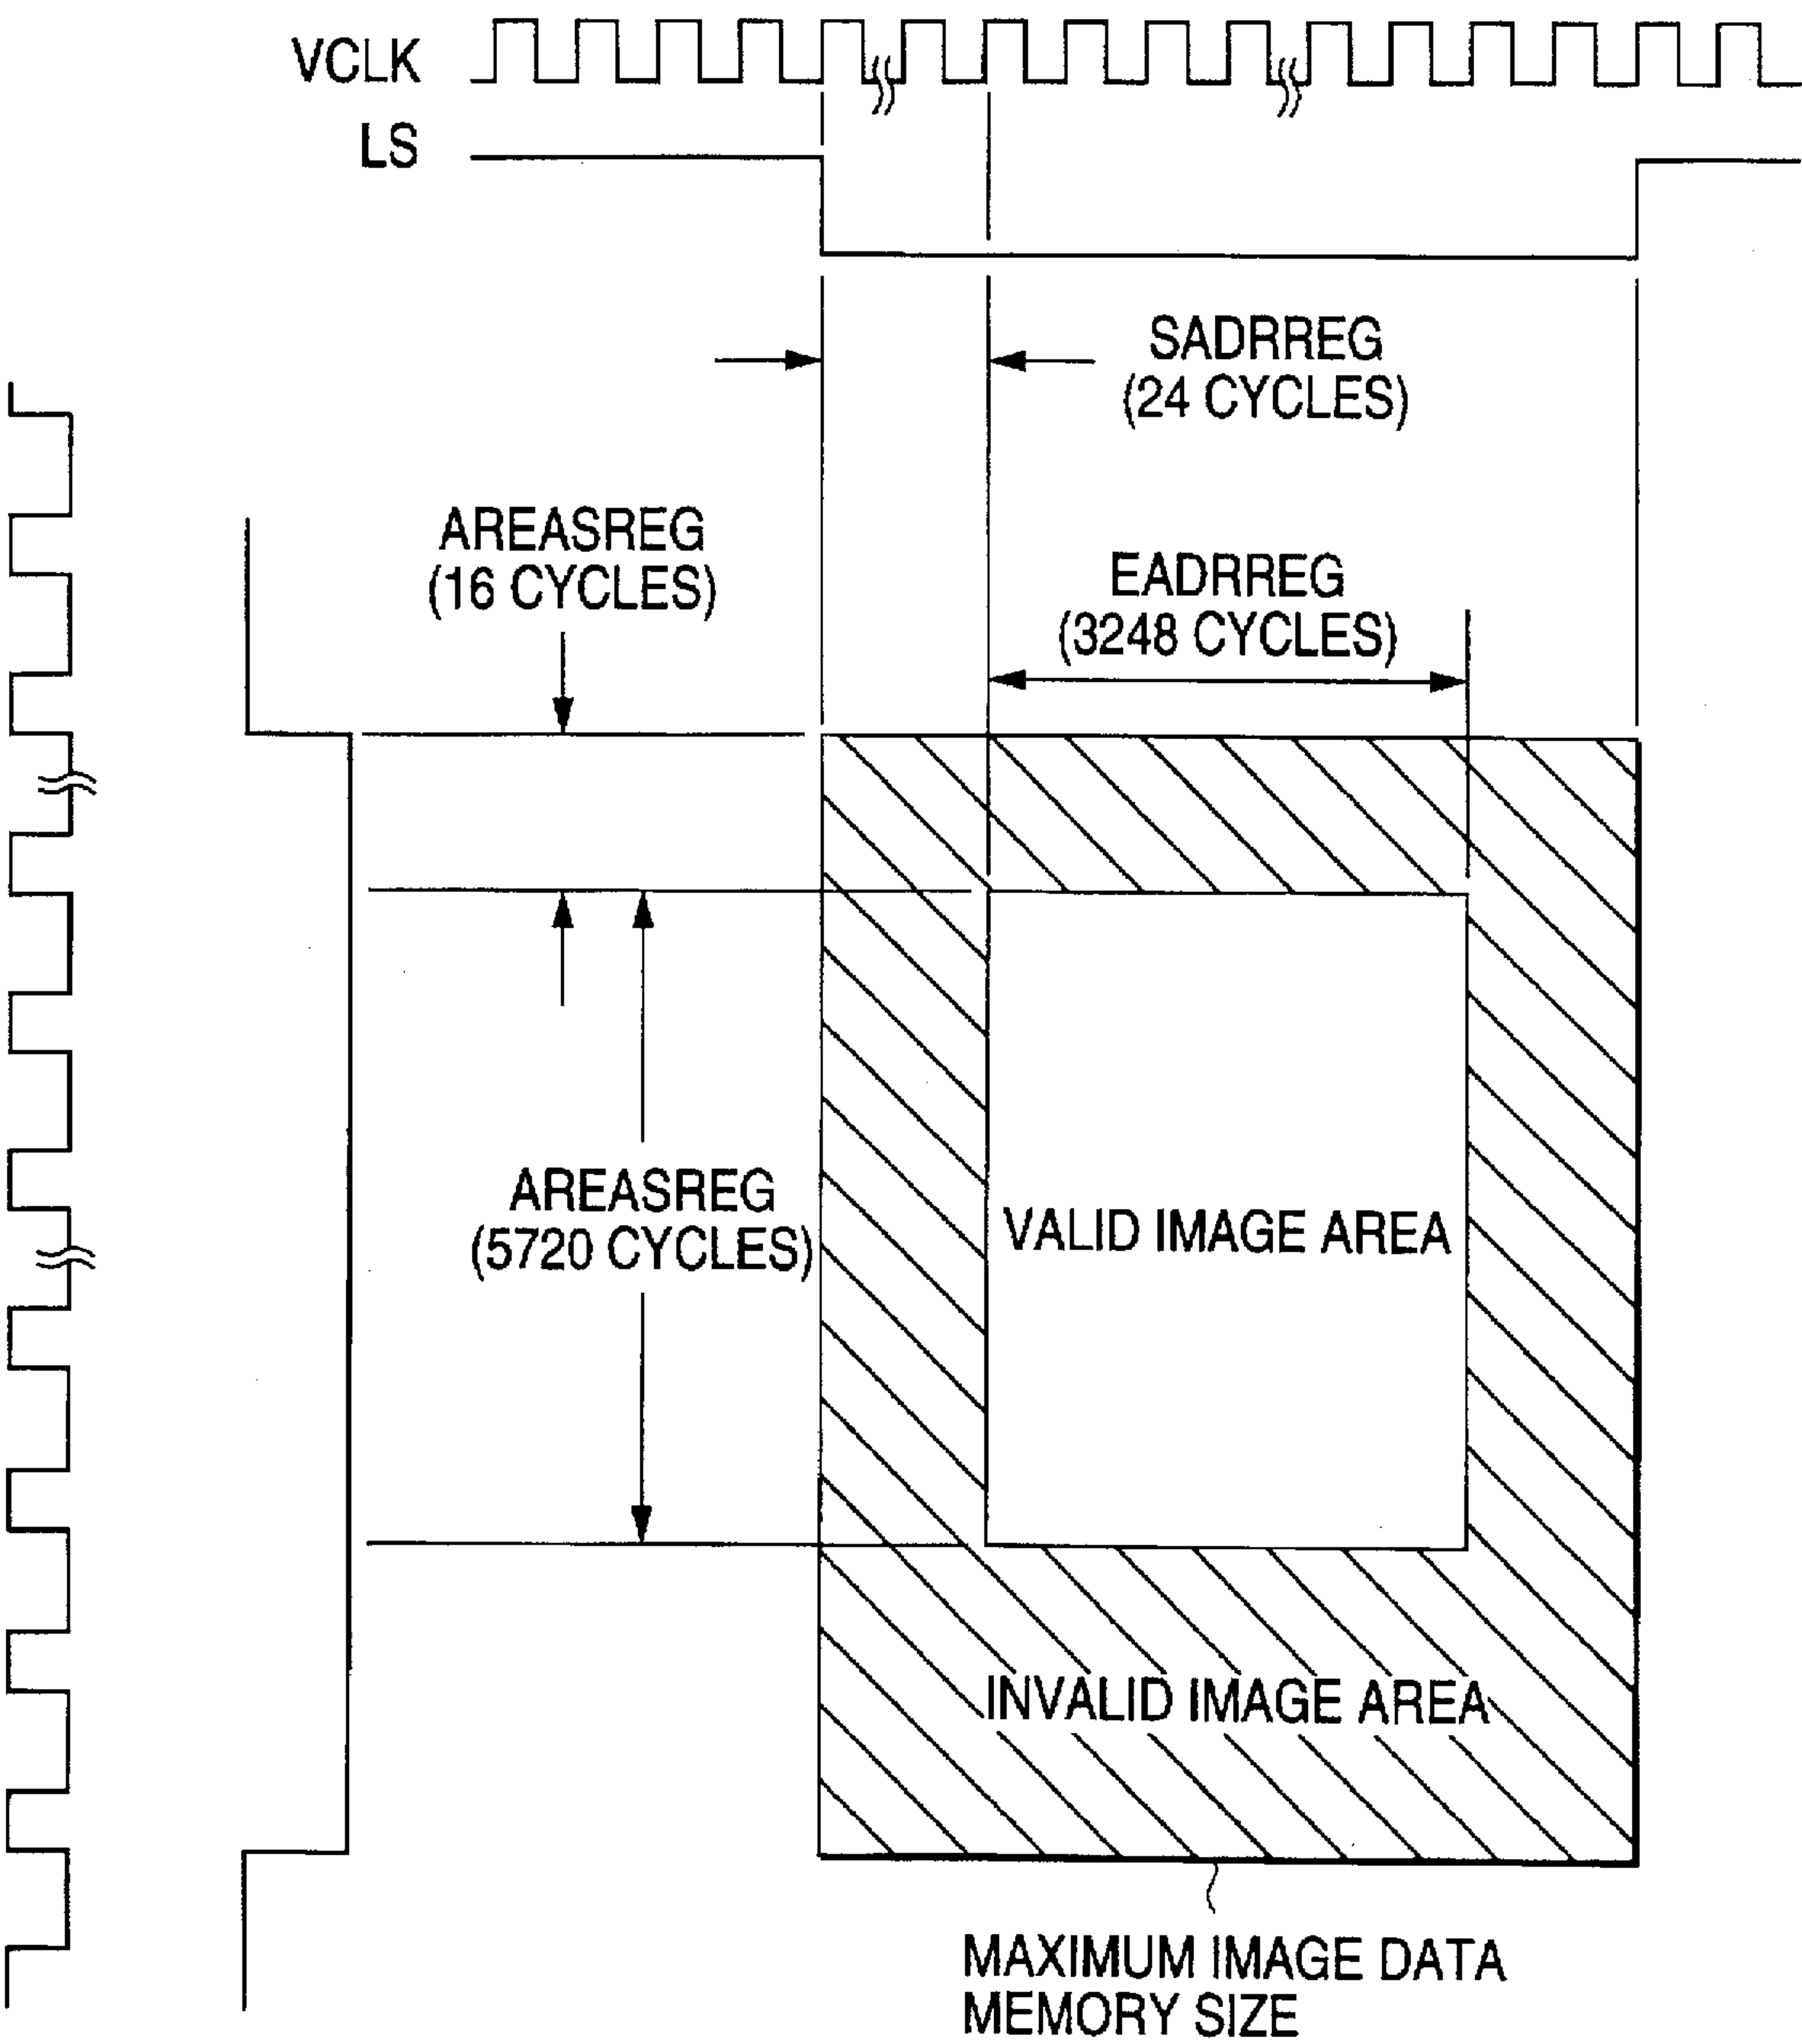 VCLK
LS
SADRREG
(24 CYCLES)
AREASREG
(16 CYCLES)
EADRREG
(3248 CYCLES)
AREASREG
(5720 CYCLES)
VALID IMAGE AREA
INVALID IMAGE AREA
MAXIMUM IMAGE DATA
MEMORY SIZE